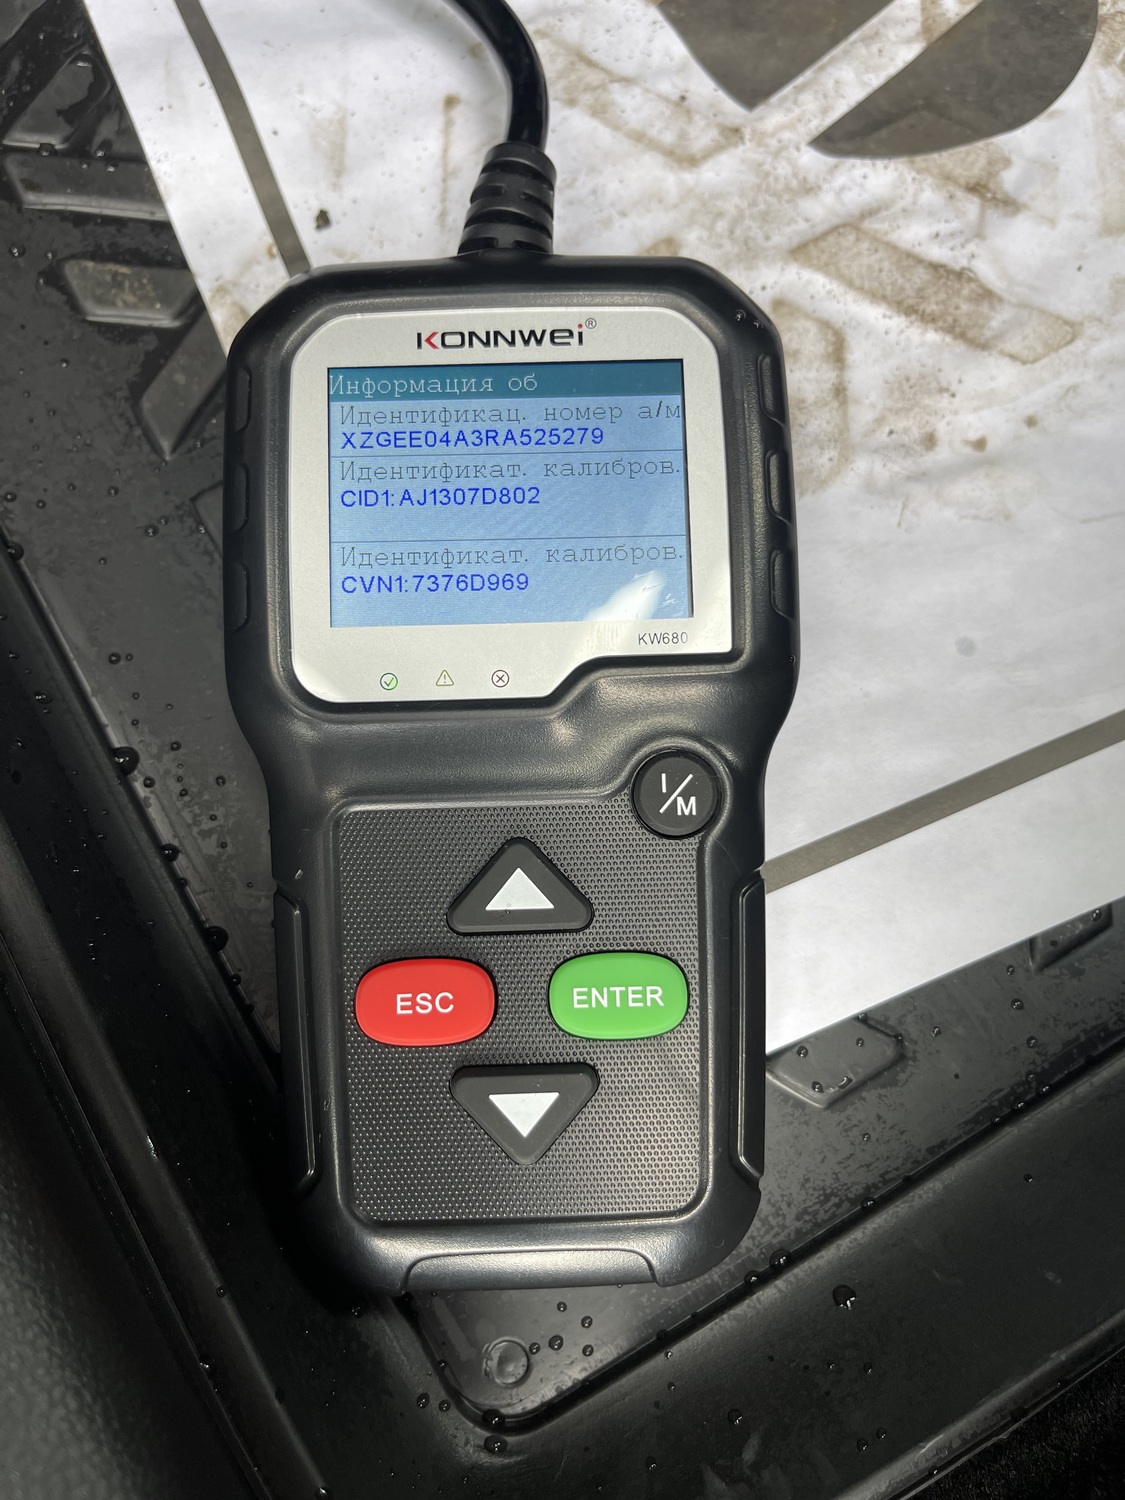 KONNWEI®
Информация об
Идентификац. номер а/м
XZGEE04A3RA525279
Идентификат. калибров.
CID1:AJ1307D802
Идентификат. калибров.
CVN1:7376D969
KW680
I/M
ESC
ENTER